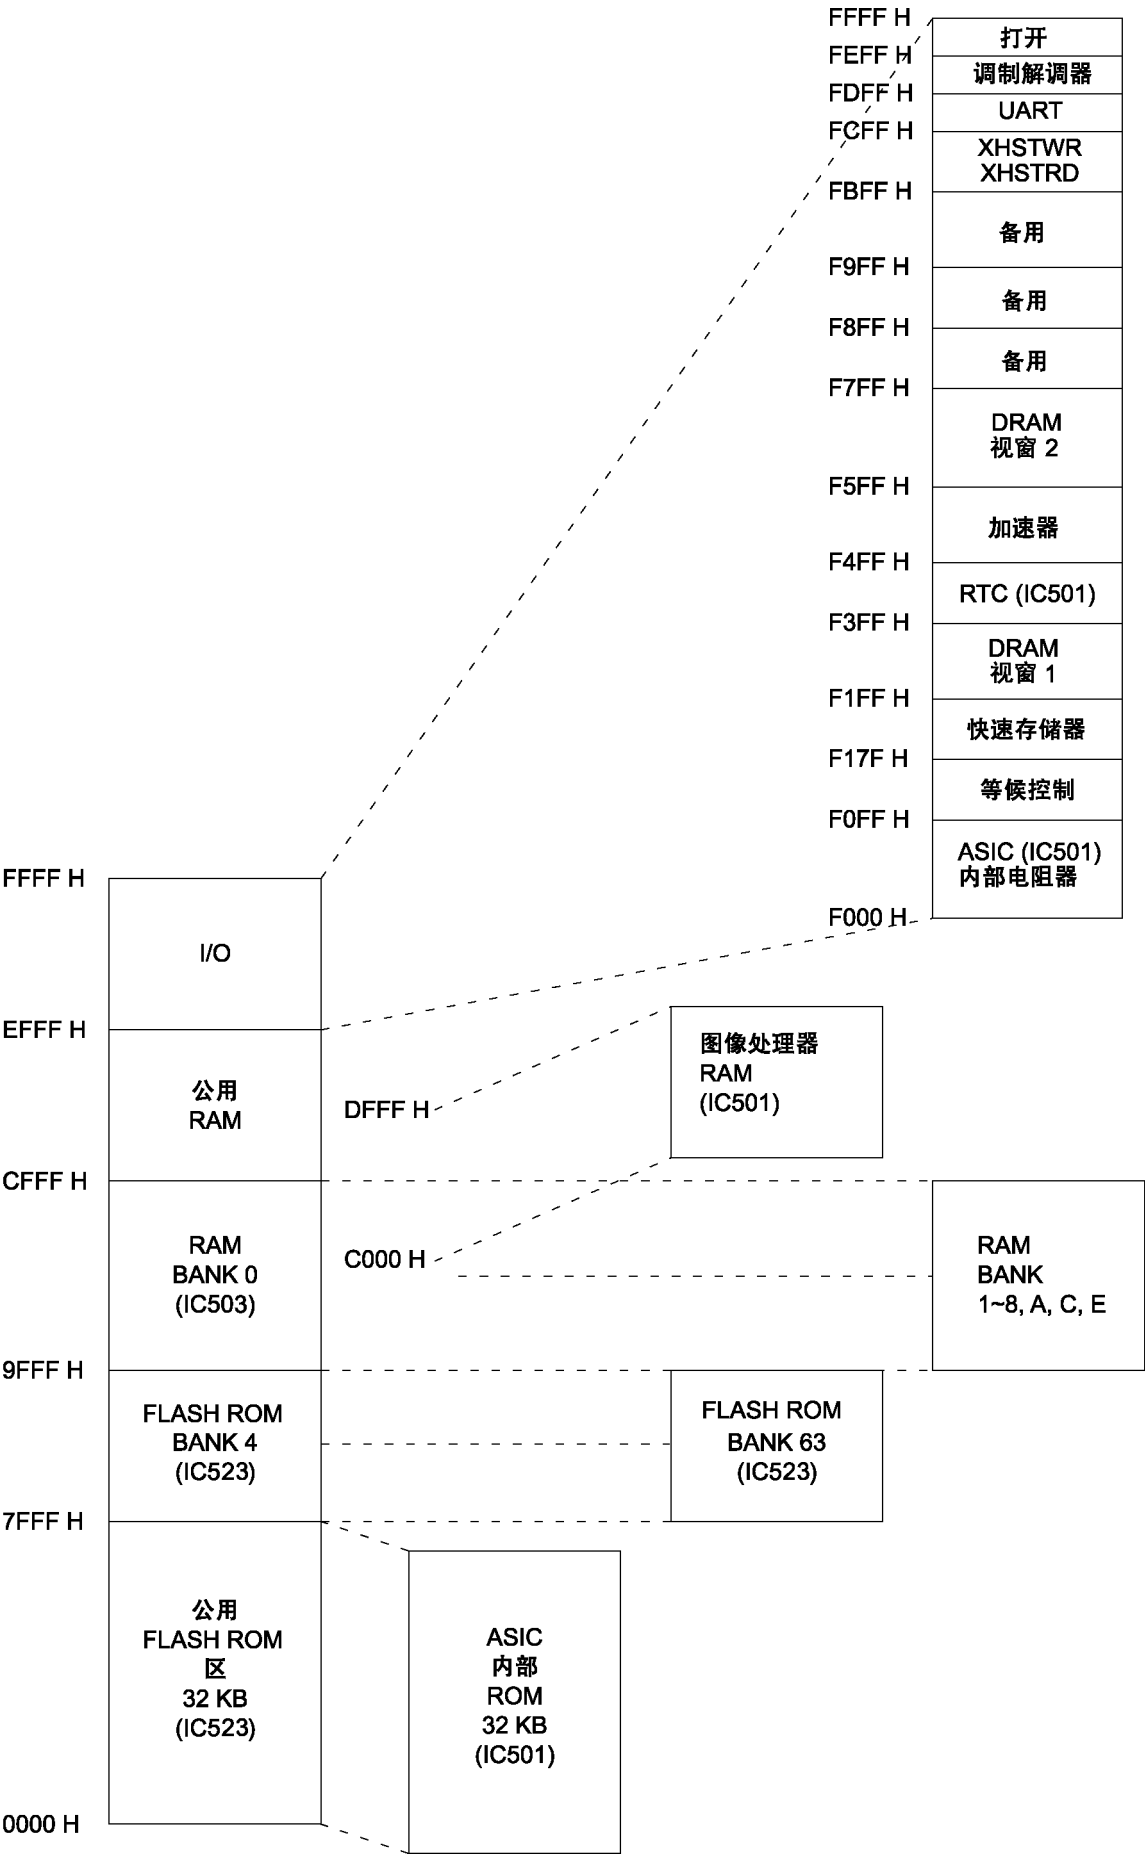 FFFF H
打开
FEFF H
调制解调器
FDFF H
UART
FCFF H
XHSTWR
XHSTRD
FBFF H
备用
F9FF H
备用
F8FF H
备用
F7FF H
DRAM
视窗 2
F5FF H
加速器
F4FF H
RTC (IC501)
F3FF H
DRAM
视窗 1
F1FF H
快速存储器
F17F H
等候控制
F0FF H
ASIC (IC501)
内部电阻器
F000 H
FFFF H
I/O
EFFF H
公用
RAM
DFFF H
图像处理器
RAM
(IC501)
CFFF H
RAM
BANK 0
(IC503)
C000 H
RAM
BANK
1~8, A, C, E
9FFF H
FLASH ROM
BANK 4
(IC523)
FLASH ROM
BANK 63
(IC523)
7FFF H
公用
FLASH ROM
区
32 KB
(IC523)
ASIC
内部
ROM
32 KB
(IC501)
0000 H